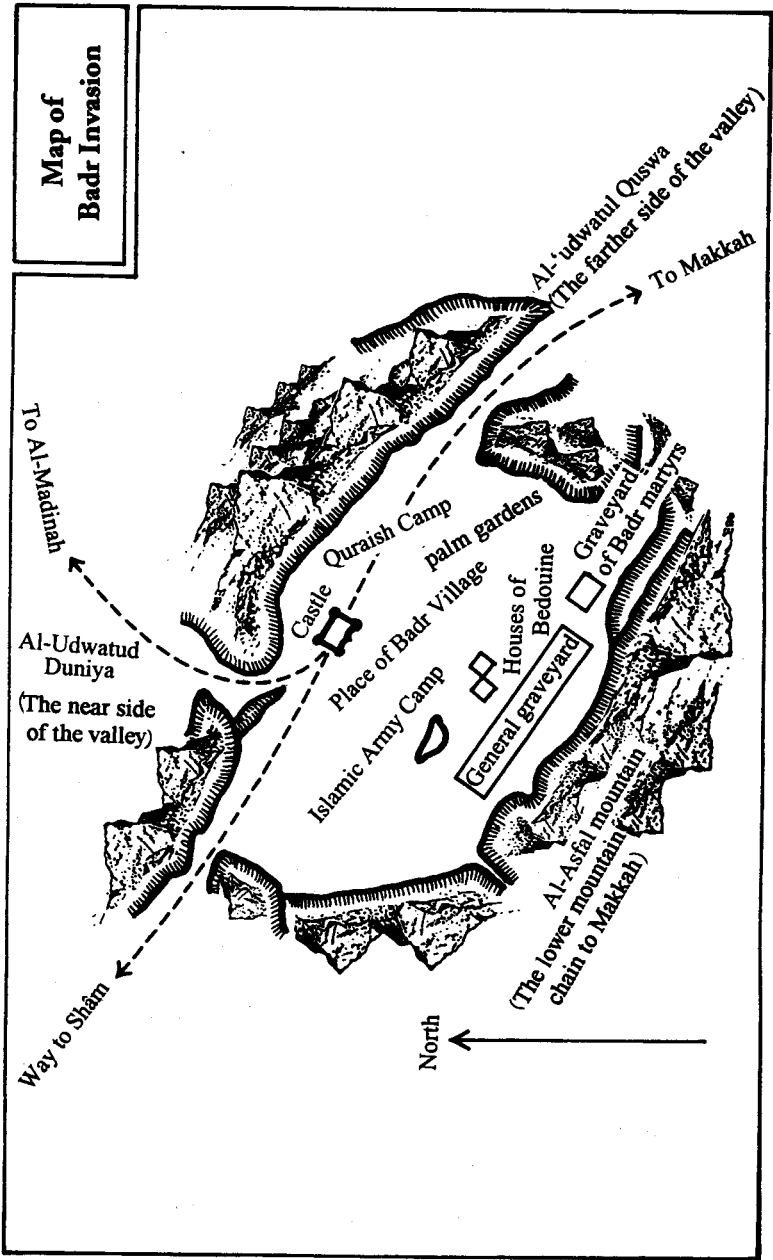 Map of
Badr Invasion
Al-‘udwatul Quswa
(The farther side of the valley)
To Makkah
To Al-Madinah
Quraish Camp
palm gardens
Graveyard
of Badr martyrs
Castle
Place of Badr Village
Houses of
Bedouine
Al-Udwatud
Duniya
(The near side
of the valley)
Islamic Army Camp
General graveyard
Al-Asfal mountain
(The lower mountain
chain to Makkah)
Way to Shâm
North